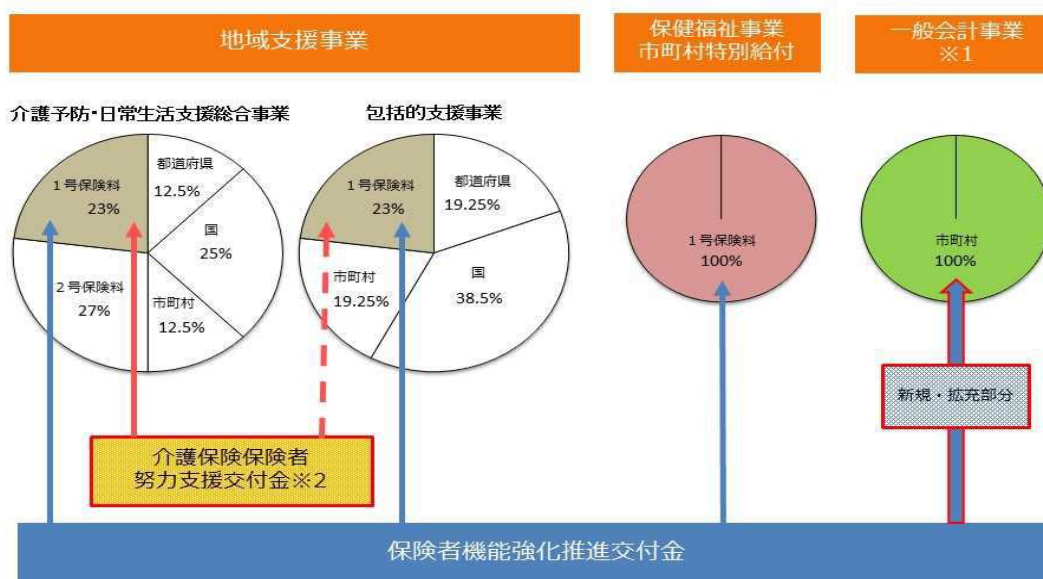 地域支援事業
保健福祉事業
市町村特別給付
一般会計事業
※1
介護予防・日常生活支援総合事業
包括的支援事業
1号保険料
23%
都道府県
12.5%
国
25%
市町村
12.5%
2号保険料
27%
1号保険料
23%
都道府県
19.25%
国
38.5%
市町村
19.25%
1号保険料
100%
市町村
100%
新規・拡充部分
介護保険保険者
努力支援交付金※2
保険者機能強化推進交付金